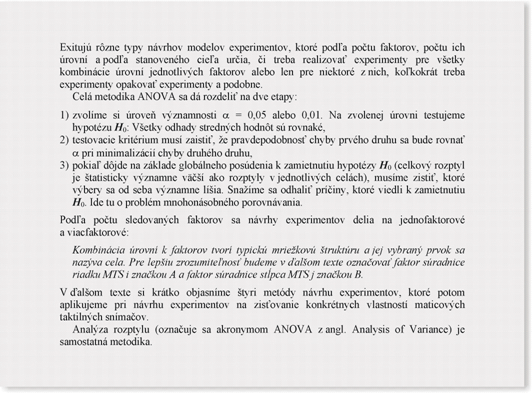 Exitujú rôzne typy návrhov modelov experimentov, ktoré podľa počtu faktorov, počtu ich
úrovní a podľa stanoveného cieľa určia, či treba realizovať experimenty pre všetky
kombinácie úrovni jednotlivých faktorov alebo len pre niektoré z nich, koľkokrát treba
experimenty opakovať experimenty a podobne.
Celá metodika ANOVA sa dá rozdeliť na dve etapy:
1) zvolíme si úroveň významnosti α = 0,05 alebo 0,01. Na zvolenej úrovni testujeme
hypotézu H₀: Všetky odhady stredných hodnôt sú rovnaké,
2) testovacie kritérium musí zaistiť, že pravdepodobnosť chyby prvého druhu sa bude rovnať
α pri minimalizácií chyby druhého druhu,
3) pokiaľ dôjde na základe globálneho posúdenia k zamietnutiu hypotézy H₀ (celkový rozptyl
je štatisticky významne väčší ako rozptyly v jednotlivých celách), musíme zistiť, ktoré
výbery sa od seba významne líšia. Snažíme sa odhaliť príčiny, ktoré viedli k zamietnutiu
H₀. Ide tu o problém mnohonásobného porovnávania.
Podľa počtu sledovaných faktorov sa návrhy experimentov delia na jednofaktorové
a viacfaktorové:
Kombinácia úrovní k faktorov tvorí typickú mriežkovú štruktúru a jej vybraný prvok sa
nazýva cela. Pre lepšiu zrozumiteľnosť budeme v ďalšom texte označovať faktor súradnice
riadku MTS i značkou A a faktor súradnice stĺpca MTS j značkou B.
V ďalšom texte si krátko objasníme štyri metódy návrhu experimentov, ktoré potom
aplikujeme pri návrhu experimentov na zisťovanie konkrétnych vlastností maticových
taktilných snímačov.
Analýza rozptylu (označuje sa akronymom ANOVA z angl. Analysis of Variance) je
samostatná metodika.